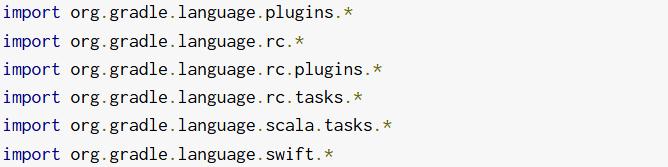 import org.gradle.language.plugins.*
import org.gradle.language.rc.*
import org.gradle.language.rc.plugins.*
import org.gradle.language.rc.tasks.*
import org.gradle.language.scala.tasks.*
import org.gradle.language.swift.*